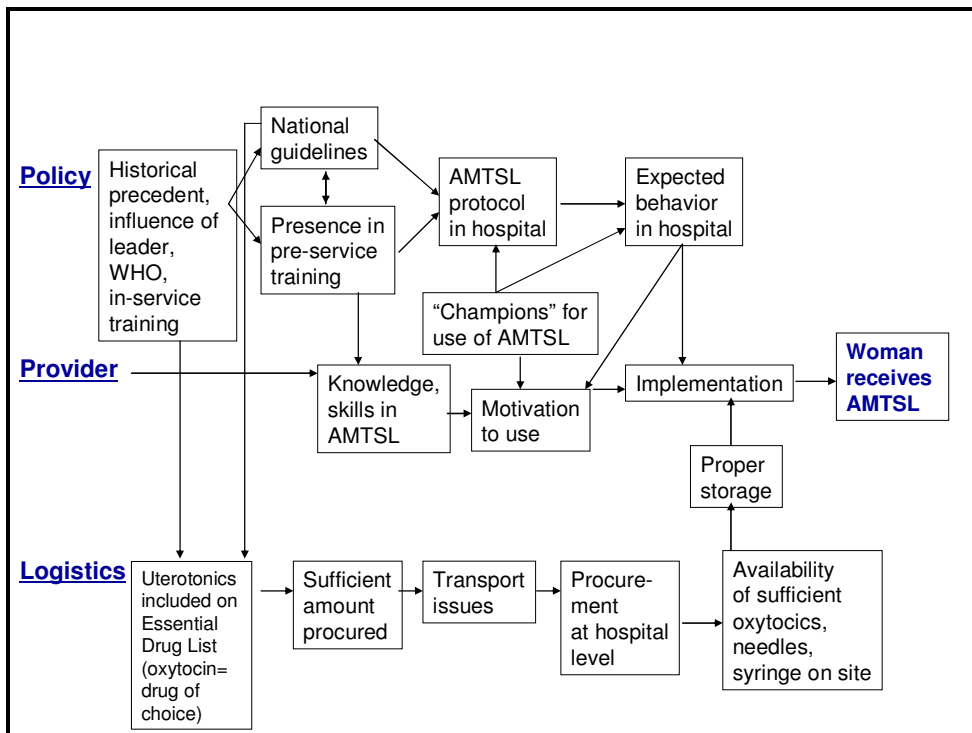 Policy
Historical
precedent,
influence of
leader,
WHO,
in-service
training
National
guidelines
Presence in
pre-service
training
AMTSL
protocol
in hospital
Expected
behavior
in hospital
“Champions” for
use of AMTSL
Provider
Knowledge,
skills in
AMTSL
Motivation
to use
Implementation
Woman
receives
AMTSL
Proper
storage
Logistics
Uterotonics
included on
Essential
Drug List
(oxytocin=
drug of
choice)
Sufficient
amount
procured
Transport
issues
Procure-
ment
at hospital
level
Availability
of sufficient
oxytocics,
needles,
syringe on site